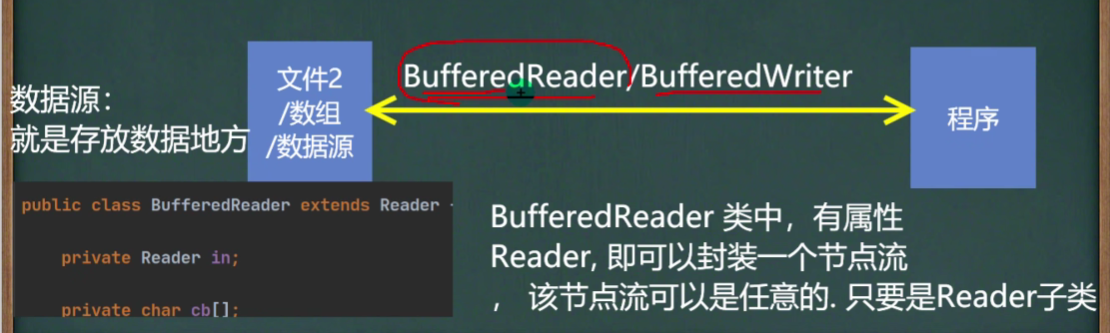 BufferedReader/BufferedWriter
文件2
/数组
/数据源
数据源：
就是存放数据地方
程序
public class BufferedReader extends Reader
private Reader in;
private char cb[];
BufferedReader 类中，有属性
Reader, 即可以封装一个节点流
， 该节点流可以是任意的. 只要是Reader子类